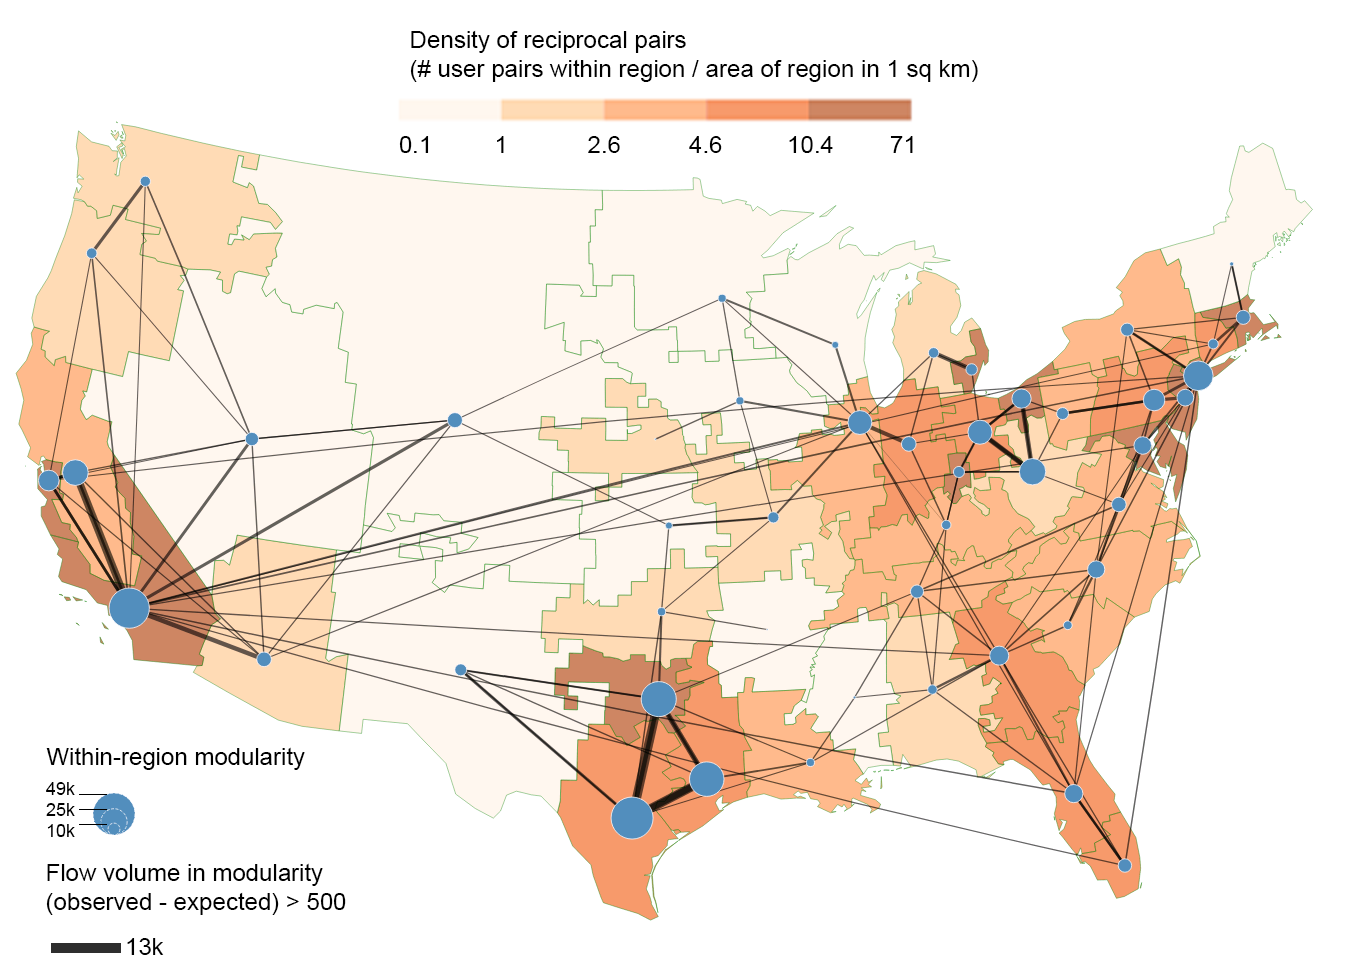 Density of reciprocal pairs
(# user pairs within region / area of region in 1 sq km)
0.1 1 2.6 4.6 10.4 71
Within-region modularity
49k
25k
10k
Flow volume in modularity
(observed - expected) > 500
13k